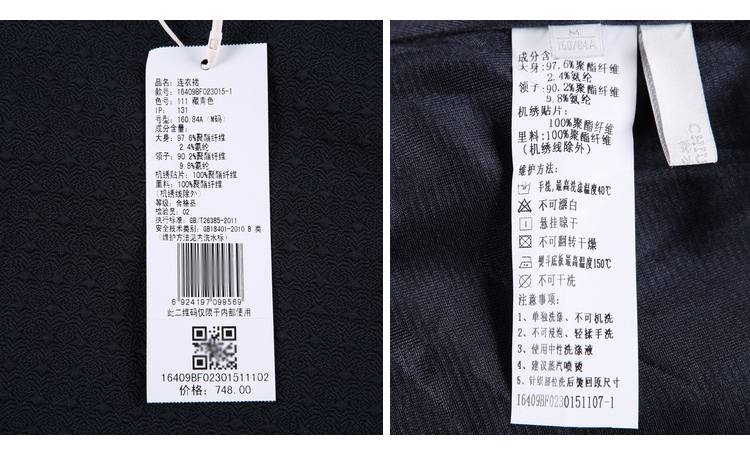 品名: 连衣裙
款号: 16409BF023015-1
色号: 111 藏青色
IP: 131
号型: 160/84A (M码)
成分含量:
大身: 97.6%聚酯纤维
2.4%氨纶
领子: 90.2%聚酯纤维
9.8%氨纶
机绣贴片: 100%聚酯纤维
里料: 100%聚酯纤维
(机绣线除外)
等级: 合格品
检验员: 02
执行标准: GB/T26385-2011
安全技术类别: GB18401-2010 B 类
(维护方法见内洗水标)
6 924197 099569
此二维码仅限于内部使用
16409BF02301511102
价格: 748.00
M
160/84A
成分含
大身: 97.6%聚酯纤维
2.4%氨纶
领子: 90.2%聚酯纤维
9.8%氨纶
机绣贴片:
100%聚酯纤维
里料: 100%聚酯纤维
(机绣线除外)
维护方法:
手洗,最高洗涤温度40℃
不可漂白
悬挂晾干
不可翻转干燥
熨斗底板最高温度150℃
不可干洗
注意事项:
1、单独洗涤、不可机洗
2、不可浸泡、轻揉手洗
3、使用中性洗涤液
4、建议蒸汽熨烫
5、针织部位洗后烫回原尺寸
16409BF0230151107-1